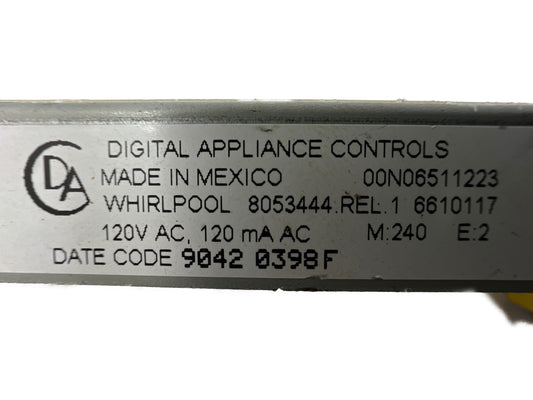 DA
DIGITAL APPLIANCE CONTROLS
MADE IN MEXICO 00N06511223
WHIRLPOOL 8053444.REL.1 6610117
120V AC, 120 mA AC M:240 E:2
DATE CODE 9042 0398F